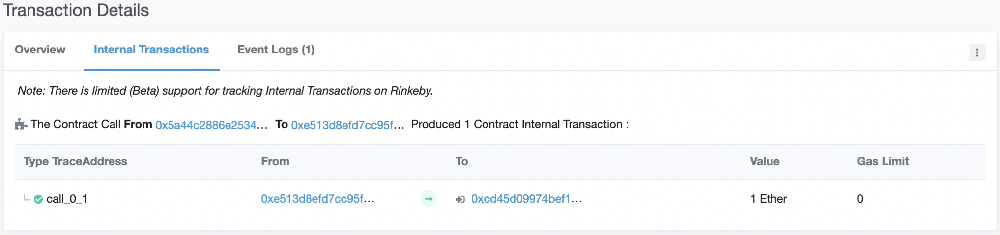 Transaction Details
Overview Internal Transactions Event Logs (1)
Note: There is limited (Beta) support for tracking Internal Transactions on Rinkeby.
The Contract Call From 0x5a44c2886e2534... To 0xe513d8efd7cc95f... Produced 1 Contract Internal Transaction :
Type TraceAddress From To Value Gas Limit
call_0_1 0xe513d8efd7cc95f... 0xcd45d09974bef1... 1 Ether 0